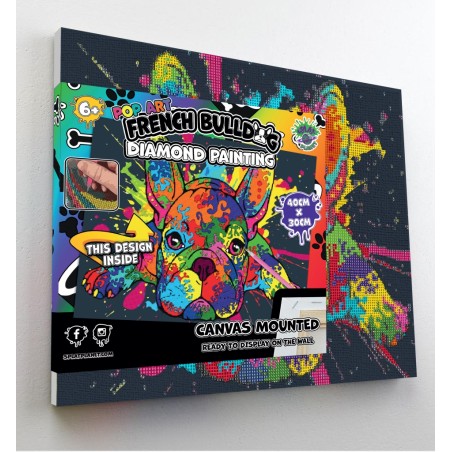 6+
POP ART
FRENCH BULLDOG
DIAMOND PAINTING
40CM
X
30CM
THIS DESIGN
INSIDE
CANVAS MOUNTED
READY TO DISPLAY ON THE WALL
SPLATPLANET.COM